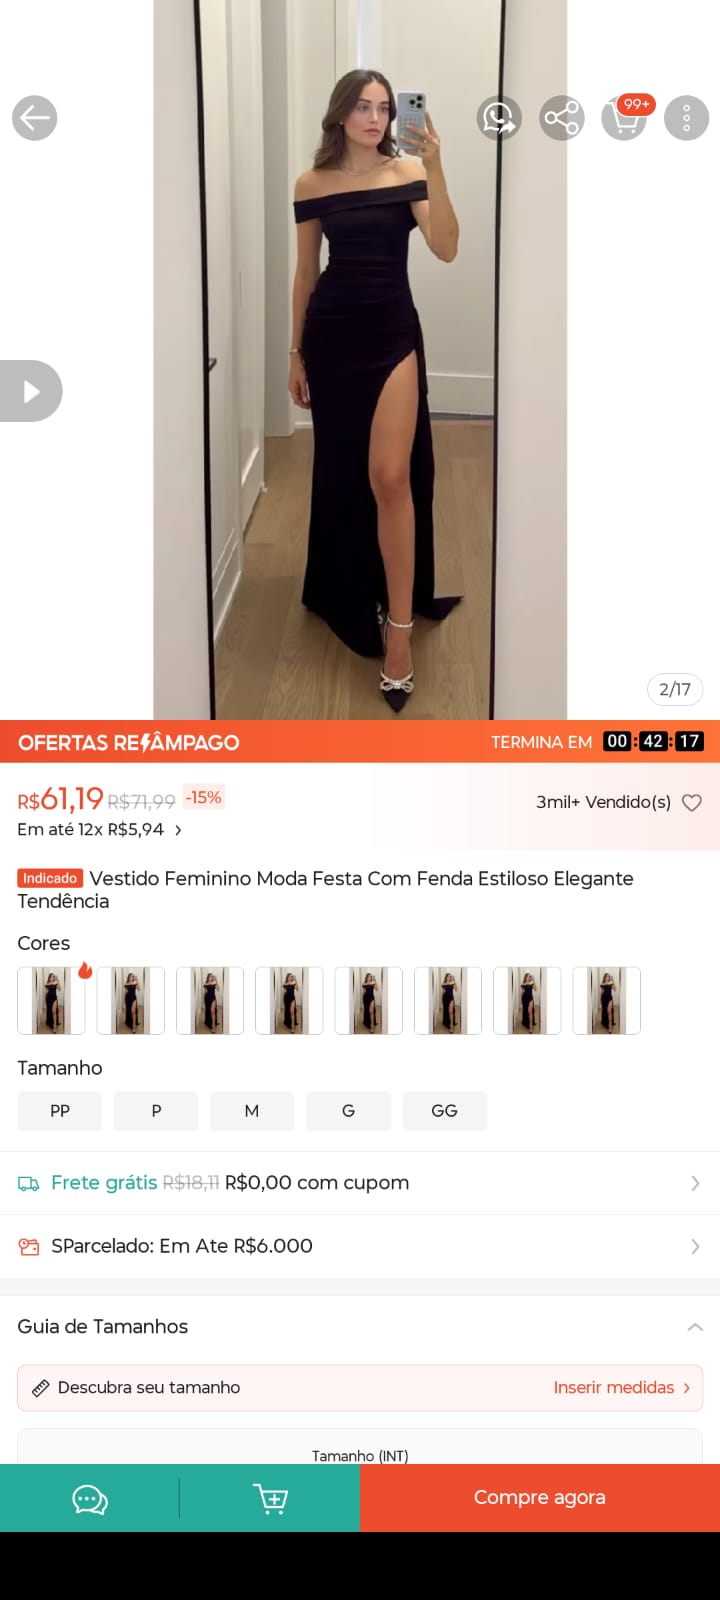 99+
2/17
OFERTAS RELÂMPAGO
TERMINA EM 00:42:17
R$61,19 R$71,99 -15%
3mil+ Vendido(s)
Em até 12x R$5,94 >
Indicado Vestido Feminino Moda Festa Com Fenda Estiloso Elegante
Tendência
Cores
Tamanho
PP P M G GG
Frete grátis R$18,11 R$0,00 com cupom
SParcelado: Em Ate R$6.000
Guia de Tamanhos
Descubra seu tamanho
Inserir medidas >
Tamanho (INT)
Compre agora